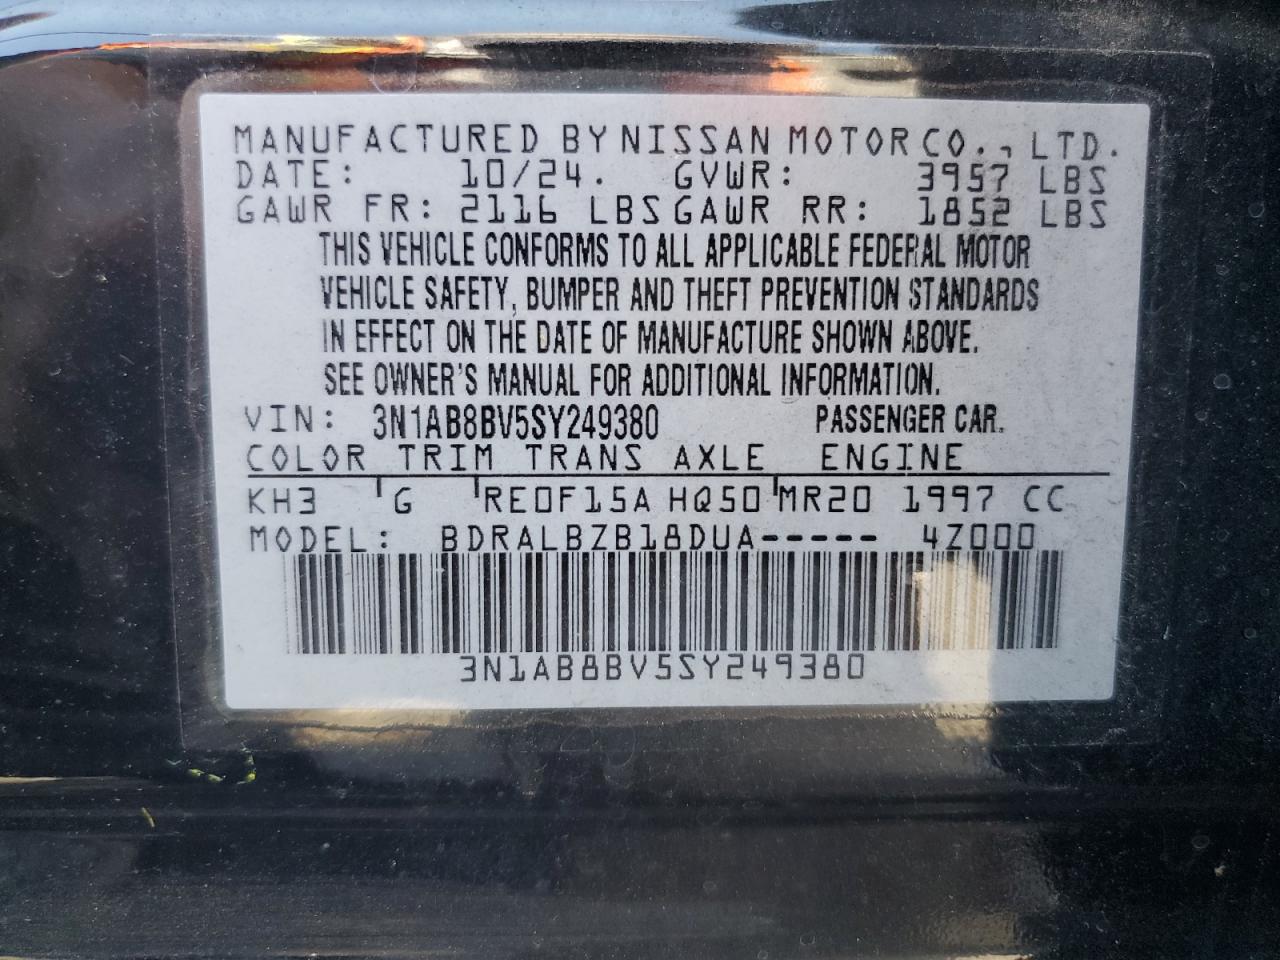 MANUFACTURED BY NISSAN MOTOR CO., LTD.
DATE: 10/24. GVWR: 3957 LBS
GAWR FR: 2116 LBS GAWR RR: 1852 LBS
THIS VEHICLE CONFORMS TO ALL APPLICABLE FEDERAL MOTOR
VEHICLE SAFETY, BUMPER AND THEFT PREVENTION STANDARDS
IN EFFECT ON THE DATE OF MANUFACTURE SHOWN ABOVE.
SEE OWNER'S MANUAL FOR ADDITIONAL INFORMATION.
VIN: 3N1AB8BV5SY249380 PASSENGER CAR.
COLOR TRIM TRANS AXLE ENGINE
KH3 G RE0F15A HQ50 MR20 1997 CC
MODEL: BDRALBZB18DUA----- 4Z000
3N1AB8BV5SY249380